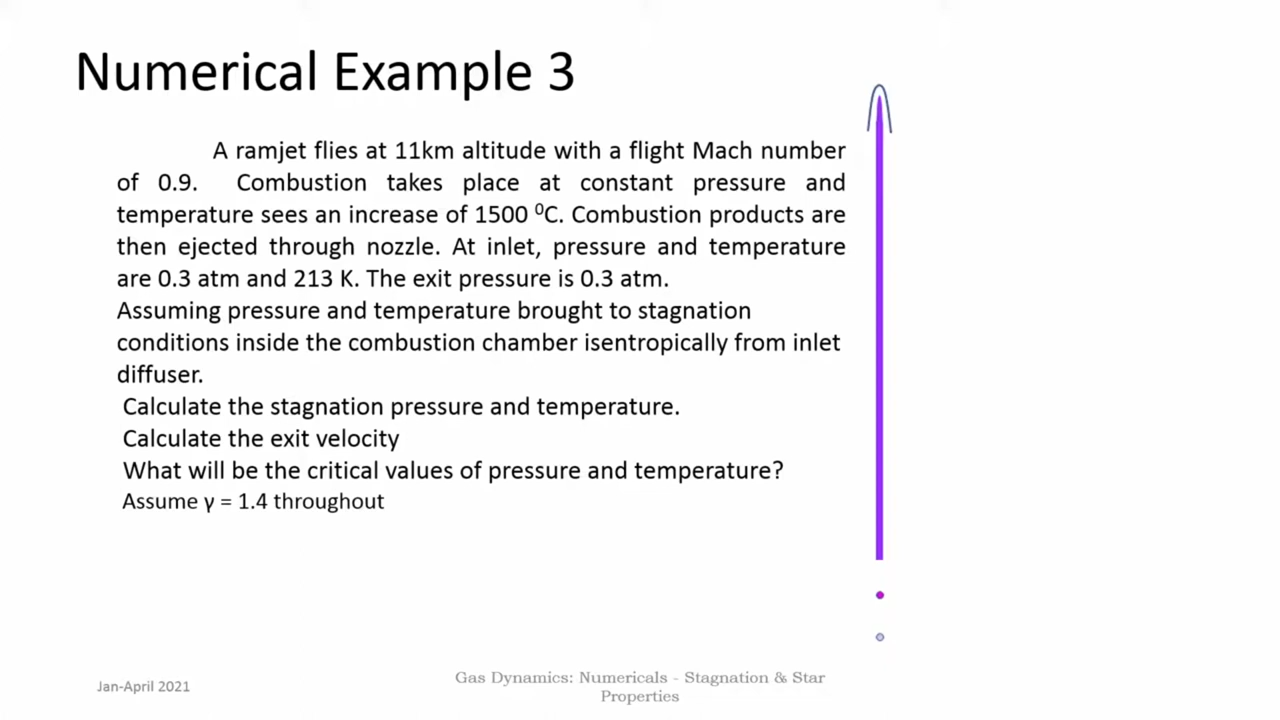 Numerical Example 3
A ramjet flies at 11km altitude with a flight Mach number
of 0.9. Combustion takes place at constant pressure and
temperature sees an increase of 1500 ⁰C. Combustion products are
then ejected through nozzle. At inlet, pressure and temperature
are 0.3 atm and 213 K. The exit pressure is 0.3 atm.
Assuming pressure and temperature brought to stagnation
conditions inside the combustion chamber isentropically from inlet
diffuser.
Calculate the stagnation pressure and temperature.
Calculate the exit velocity
What will be the critical values of pressure and temperature?
Assume γ = 1.4 throughout
Jan-April 2021
Gas Dynamics: Numericals - Stagnation & Star
Properties